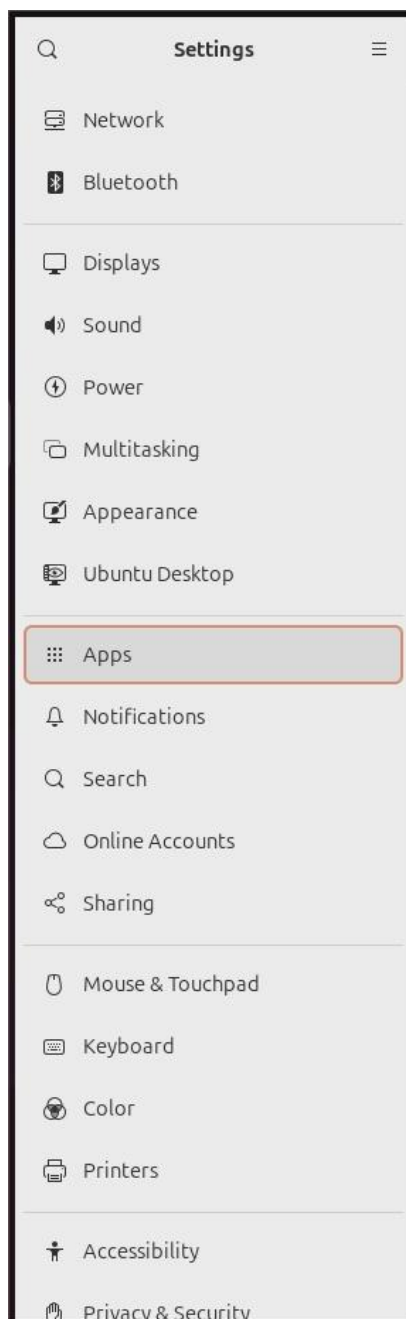 Settings
Network
Bluetooth
Displays
Sound
Power
Multitasking
Appearance
Ubuntu Desktop
Apps
Notifications
Search
Online Accounts
Sharing
Mouse & Touchpad
Keyboard
Color
Printers
Accessibility
Privacy & Security